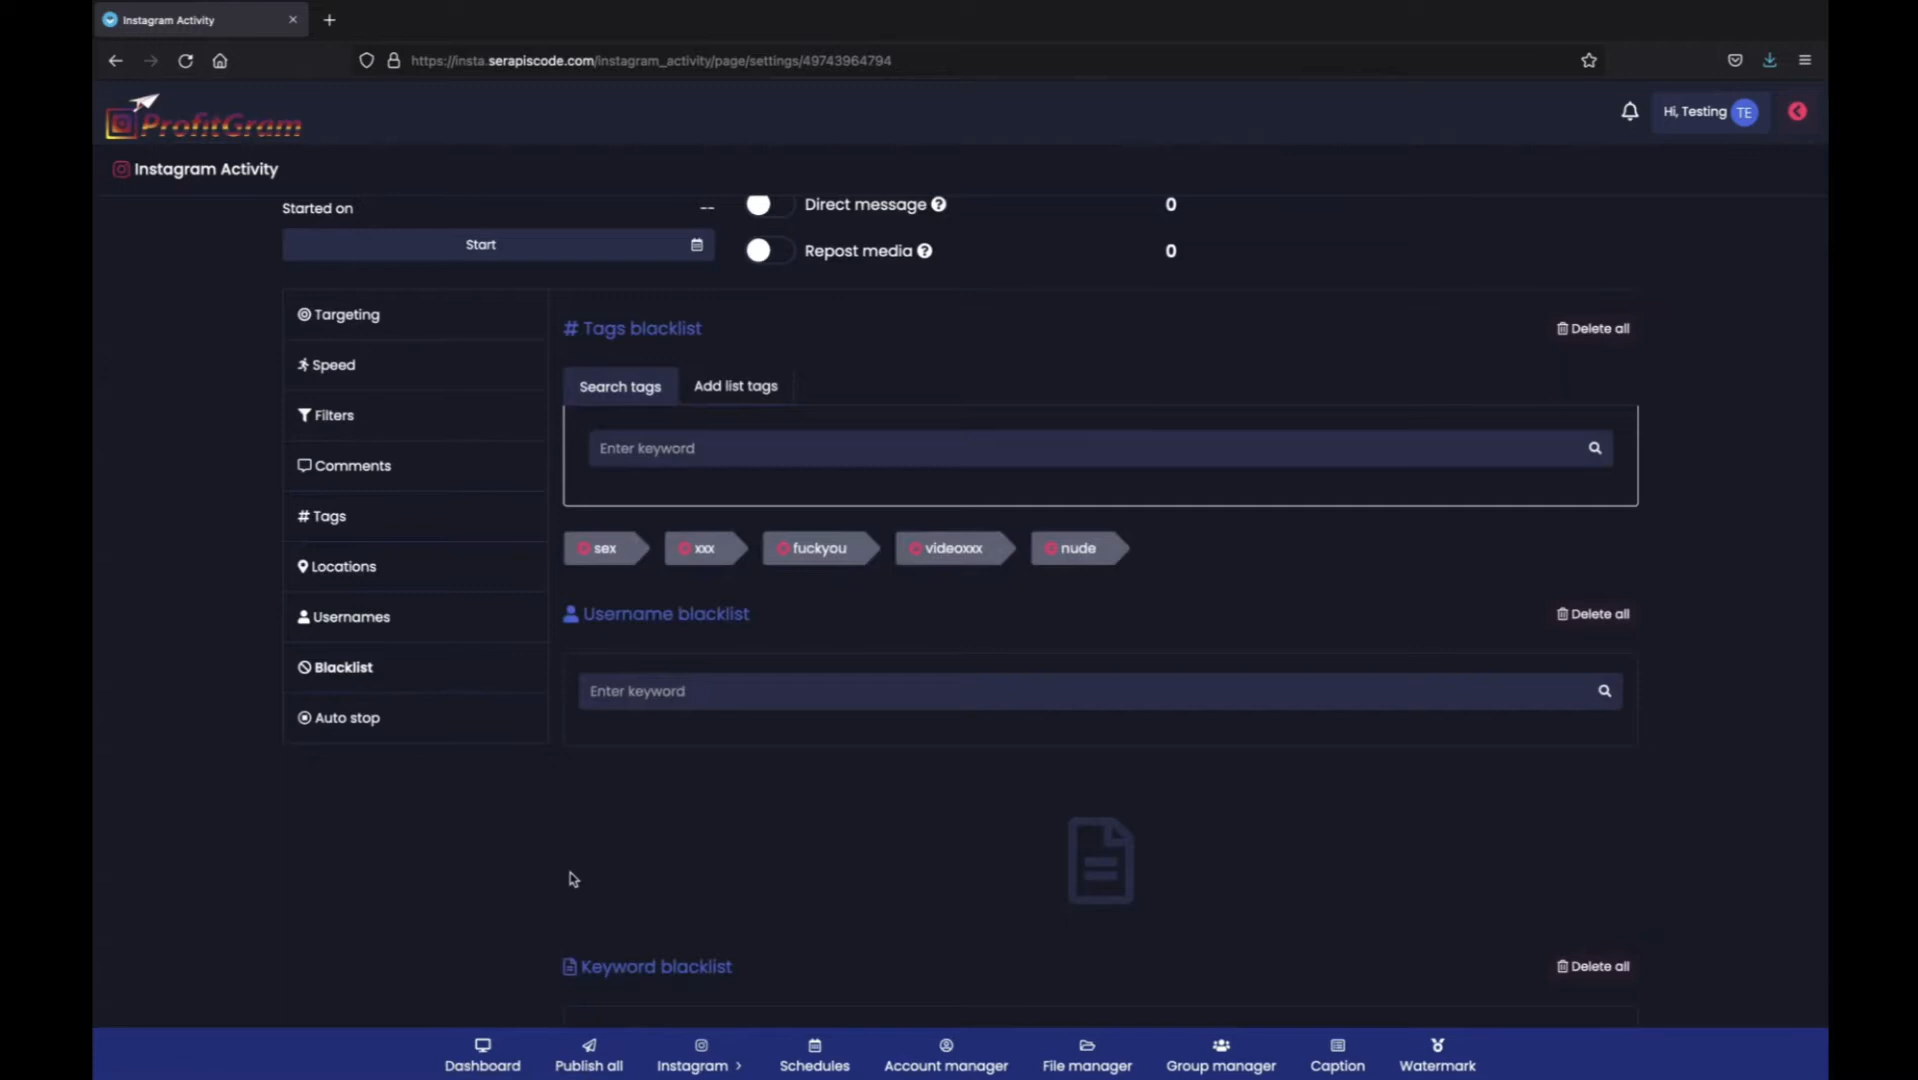 Instagram Activity
https://insta.serapiscode.com/instagram_activity/page/settings/49743964794
ProfitGram
Hi, Testing TE
Instagram Activity
Started on --
Direct message 0
Start
Repost media 0
Targeting
Speed
Filters
Comments
# Tags
Locations
Usernames
Blacklist
Auto stop
# Tags blacklist
Delete all
Search tags
Add list tags
Enter keyword
sex
xxx
fuckyou
videoxxx
nude
Username blacklist
Delete all
Enter keyword
Keyword blacklist
Delete all
Dashboard
Publish all
Instagram >
Schedules
Account manager
File manager
Group manager
Caption
Watermark